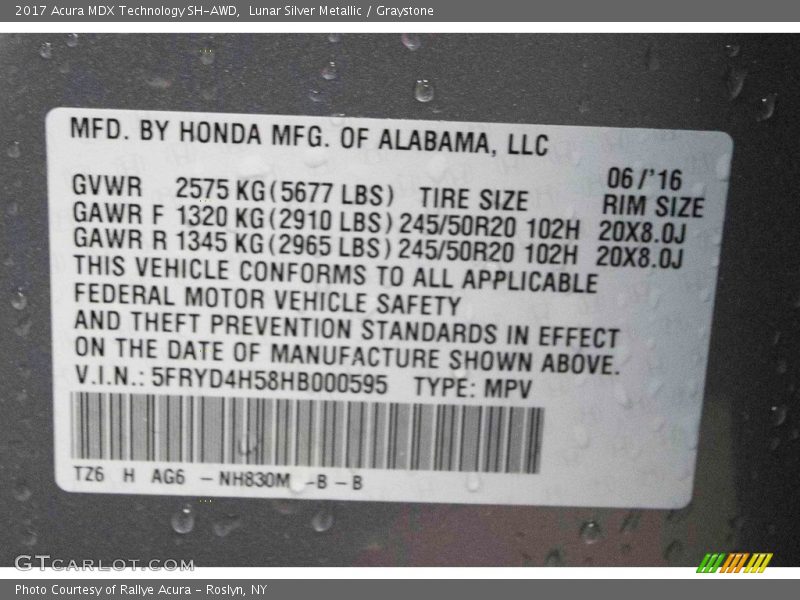 2017 Acura MDX Technology SH-AWD,  Lunar Silver Metallic / Graystone
MFD. BY HONDA MFG. OF ALABAMA, LLC
06/'16
GVWR 2575 KG(5677 LBS) TIRE SIZE RIM SIZE
GAWR F 1320 KG(2910 LBS) 245/50R20 102H 20X8.0J
GAWR R 1345 KG(2965 LBS) 245/50R20 102H 20X8.0J
THIS VEHICLE CONFORMS TO ALL APPLICABLE
FEDERAL MOTOR VEHICLE SAFETY
AND THEFT PREVENTION STANDARDS IN EFFECT
ON THE DATE OF MANUFACTURE SHOWN ABOVE.
V.I.N.: 5FRYD4H58HB000595 TYPE: MPV
TZ6 H AG6 - NH830M -B - B
GTCARLOT.COM
Photo Courtesy of Rallye Acura - Roslyn, NY